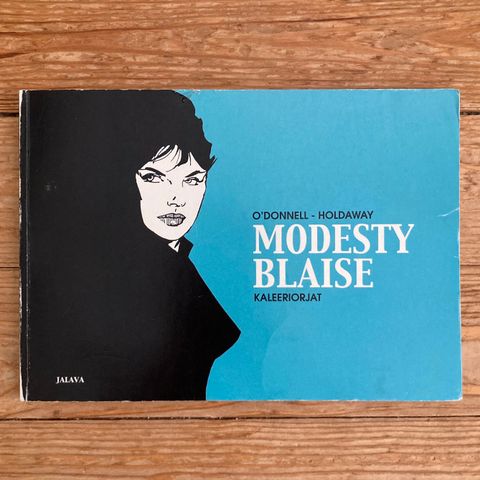 O'DONNELL - HOLDAWAY
MODESTY
BLAISE
KALEERIORJAT
JALAVA